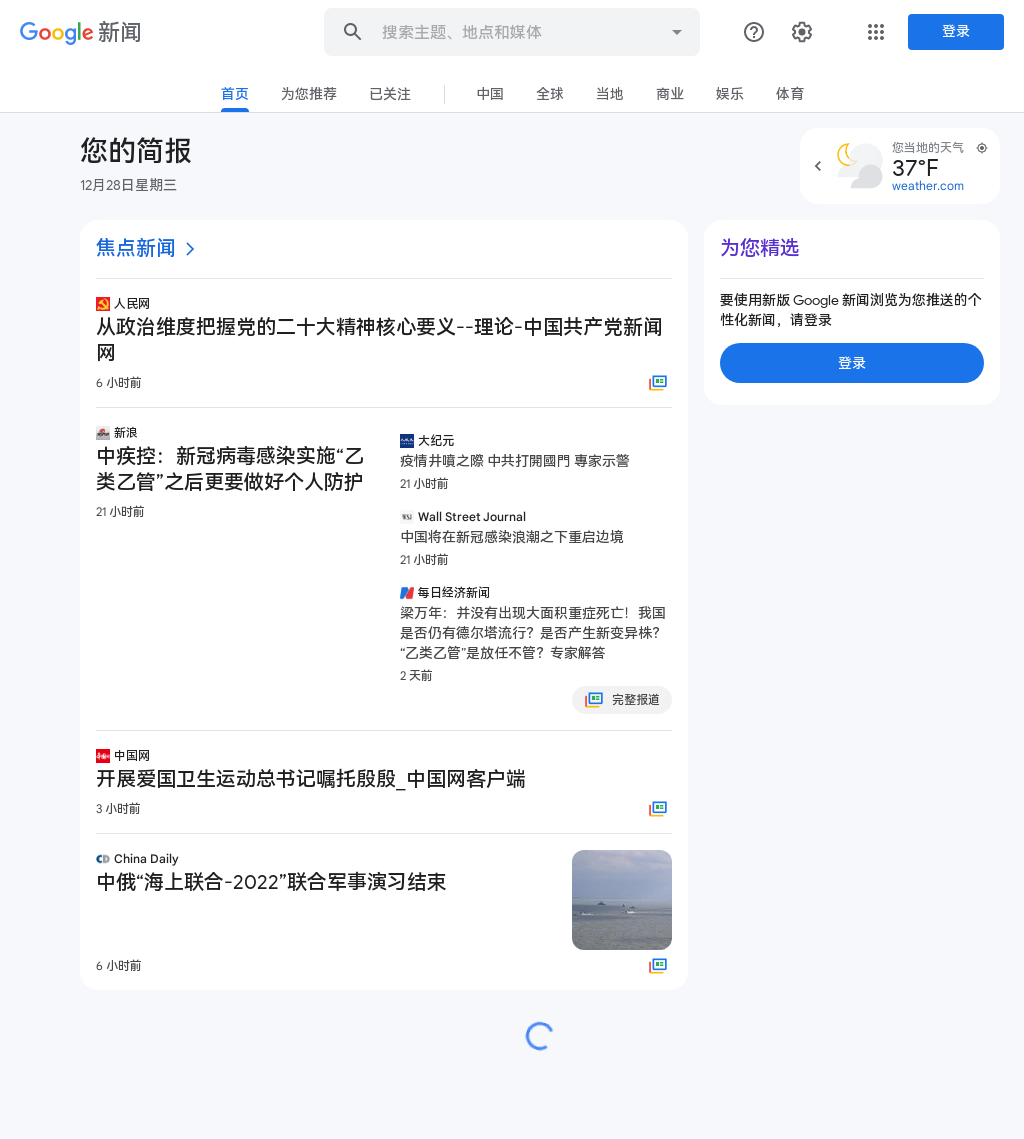 Google 新闻
搜索主题、地点和媒体
登录
首页
为您推荐
已关注
中国
全球
当地
商业
娱乐
体育
您的简报
12月28日星期三
您当地的天气
37°F
weather.com
焦点新闻
人民网
从政治维度把握党的二十大精神核心要义--理论-中国共产党新闻
网
6 小时前
新浪
中疾控：新冠病毒感染实施“乙
类乙管”之后更要做好个人防护
21 小时前
大纪元
疫情井噴之際 中共打開國門 專家示警
21 小时前
Wall Street Journal
中国将在新冠感染浪潮之下重启边境
21 小时前
每日经济新闻
梁万年：并没有出现大面积重症死亡！我国
是否仍有德尔塔流行？是否产生新变异株？
“乙类乙管”是放任不管？专家解答
2 天前
完整报道
中国网
开展爱国卫生运动总书记嘱托殷殷_中国网客户端
3 小时前
China Daily
中俄“海上联合-2022”联合军事演习结束
6 小时前
为您精选
要使用新版 Google 新闻浏览为您推送的个
性化新闻，请登录
登录